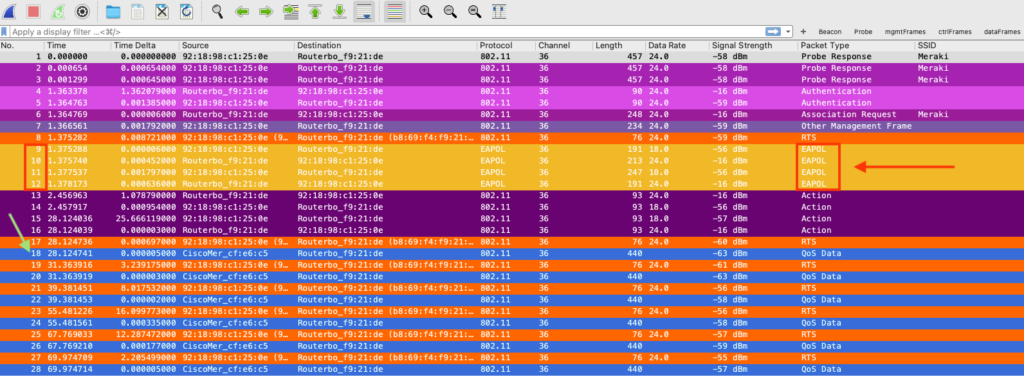 Apply a display filter ...<⌘/>
+ Beacon Probe mgmtFrames ctrlFrames dataFrames
No. Time Time Delta Source Destination Protocol Channel Length Data Rate Signal Strength Packet Type SSID
1 0.000000 0.000000000 92:18:98:c1:25:0e Routerbo_f9:21:de 802.11 36 457 24.0 -58 dBm Probe Response Meraki
2 0.000654 0.000654000 92:18:98:c1:25:0e Routerbo_f9:21:de 802.11 36 457 24.0 -58 dBm Probe Response Meraki
3 0.001299 0.000645000 92:18:98:c1:25:0e Routerbo_f9:21:de 802.11 36 457 24.0 -58 dBm Probe Response Meraki
4 1.363378 1.362079000 Routerbo_f9:21:de 92:18:98:c1:25:0e 802.11 36 90 24.0 -16 dBm Authentication
5 1.364763 0.001385000 92:18:98:c1:25:0e Routerbo_f9:21:de 802.11 36 90 24.0 -59 dBm Authentication
6 1.364769 0.000006000 Routerbo_f9:21:de 92:18:98:c1:25:0e 802.11 36 248 24.0 -16 dBm Association Request Meraki
7 1.366561 0.001792000 92:18:98:c1:25:0e Routerbo_f9:21:de 802.11 36 234 24.0 -59 dBm Other Management Frame
8 1.375282 0.008721000 92:18:98:c1:25:0e (9… Routerbo_f9:21:de (b8:69:f4:f9:21:… 802.11 36 76 24.0 -59 dBm RTS
9 1.375288 0.000006000 92:18:98:c1:25:0e Routerbo_f9:21:de EAPOL 36 191 18.0 -56 dBm EAPOL
10 1.375740 0.000452000 Routerbo_f9:21:de 92:18:98:c1:25:0e EAPOL 36 213 24.0 -16 dBm EAPOL
11 1.377537 0.001797000 92:18:98:c1:25:0e Routerbo_f9:21:de EAPOL 36 247 18.0 -56 dBm EAPOL
12 1.378173 0.000636000 Routerbo_f9:21:de 92:18:98:c1:25:0e EAPOL 36 191 24.0 -16 dBm EAPOL
13 2.456963 1.078790000 Routerbo_f9:21:de 92:18:98:c1:25:0e 802.11 36 93 24.0 -16 dBm Action
14 2.457917 0.000954000 92:18:98:c1:25:0e Routerbo_f9:21:de 802.11 36 93 18.0 -56 dBm Action
15 28.124036 25.666119000 92:18:98:c1:25:0e Routerbo_f9:21:de 802.11 36 93 18.0 -57 dBm Action
16 28.124039 0.000003000 Routerbo_f9:21:de 92:18:98:c1:25:0e 802.11 36 93 24.0 -16 dBm Action
17 28.124736 0.000697000 92:18:98:c1:25:0e (9… Routerbo_f9:21:de (b8:69:f4:f9:21:… 802.11 36 76 24.0 -60 dBm RTS
18 28.124741 0.000005000 CiscoMer_cf:e6:c5 Routerbo_f9:21:de 802.11 36 440 -63 dBm QoS Data
19 31.363916 3.239175000 92:18:98:c1:25:0e (9… Routerbo_f9:21:de (b8:69:f4:f9:21:… 802.11 36 76 24.0 -61 dBm RTS
20 31.363919 0.000003000 CiscoMer_cf:e6:c5 Routerbo_f9:21:de 802.11 36 440 -63 dBm QoS Data
21 39.381451 8.017532000 92:18:98:c1:25:0e (9… Routerbo_f9:21:de (b8:69:f4:f9:21:… 802.11 36 76 24.0 -56 dBm RTS
22 39.381453 0.000002000 CiscoMer_cf:e6:c5 Routerbo_f9:21:de 802.11 36 440 -58 dBm QoS Data
23 55.481226 16.099773000 92:18:98:c1:25:0e (9… Routerbo_f9:21:de (b8:69:f4:f9:21:… 802.11 36 76 24.0 -56 dBm RTS
24 55.481561 0.000335000 CiscoMer_cf:e6:c5 Routerbo_f9:21:de 802.11 36 440 -58 dBm QoS Data
25 67.769033 12.287472000 92:18:98:c1:25:0e (9… Routerbo_f9:21:de (b8:69:f4:f9:21:… 802.11 36 76 24.0 -57 dBm RTS
26 67.769210 0.000177000 CiscoMer_cf:e6:c5 Routerbo_f9:21:de 802.11 36 440 -59 dBm QoS Data
27 69.974709 2.205499000 92:18:98:c1:25:0e (9… Routerbo_f9:21:de (b8:69:f4:f9:21:… 802.11 36 76 24.0 -55 dBm RTS
28 69.974714 0.000005000 CiscoMer_cf:e6:c5 Routerbo_f9:21:de 802.11 36 440 -57 dBm QoS Data